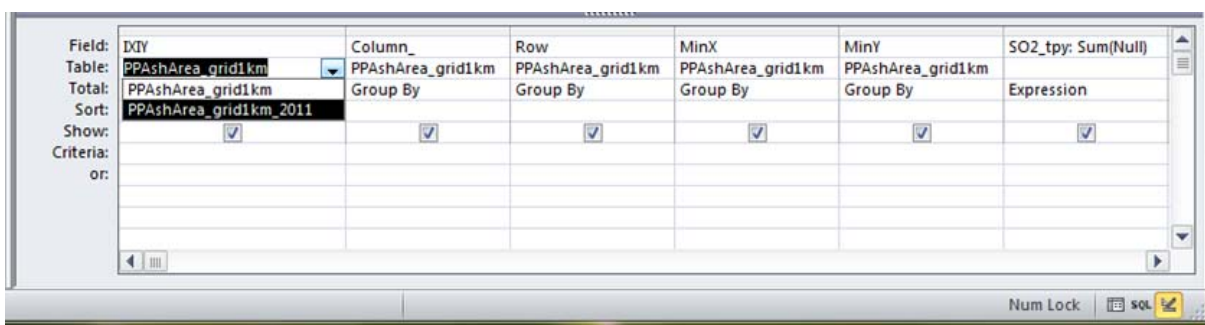 Field: IXIY Column_ Row MinX MinY SO2_tpy: Sum(Null)
Table: PPAshArea_grid1km PPAshArea_grid1km PPAshArea_grid1km PPAshArea_grid1km PPAshArea_grid1km
Total: PPAshArea_grid1km Group By Group By Group By Group By Expression
Sort: PPAshArea_grid1km_2011
Show:
Criteria:
or:
Num Lock SQL